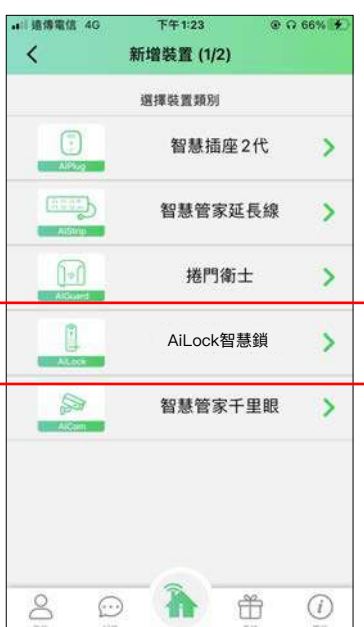 遠傳電信 4G 下午1:23 66%
新增裝置 (1/2)
選擇裝置類別
智慧插座2代
AiPlug
智慧管家延長線
AiStrip
捲門衛士
AiGuard
AiLock智慧鎖
AiLock
智慧管家千里眼
AiCam